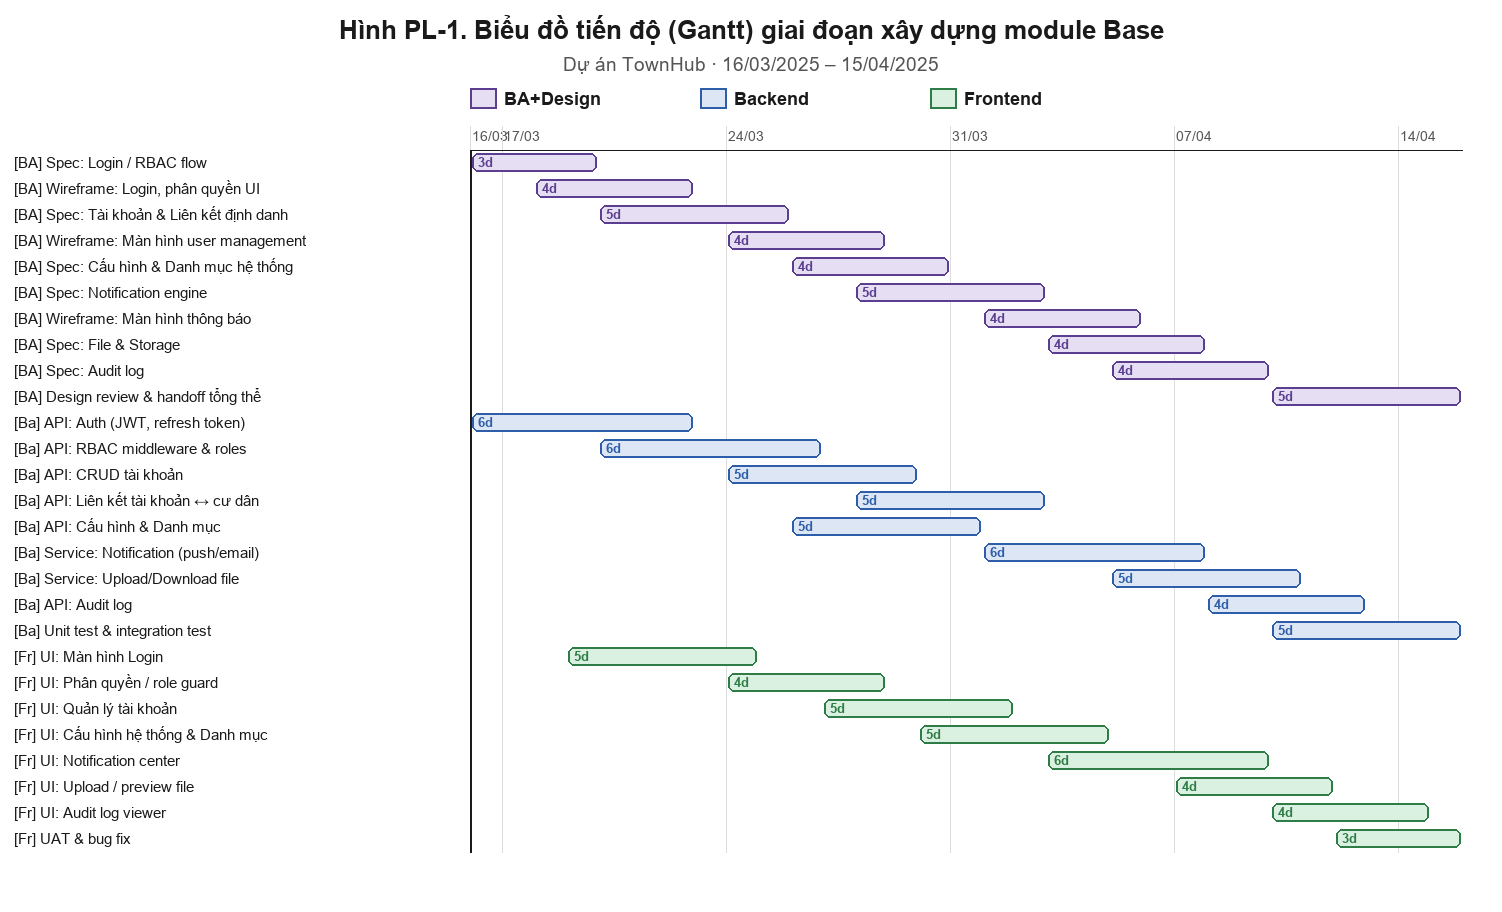 Hình PL-1. Biểu đồ tiến độ (Gantt) giai đoạn xây dựng module Base
Dự án TownHub · 16/03/2025 – 15/04/2025
BA+Design Backend Frontend
16/03 17/03 24/03 31/03 07/04 14/04
[BA] Spec: Login / RBAC flow 3d
[BA] Wireframe: Login, phân quyền UI 4d
[BA] Spec: Tài khoản & Liên kết định danh 5d
[BA] Wireframe: Màn hình user management 4d
[BA] Spec: Cấu hình & Danh mục hệ thống 4d
[BA] Spec: Notification engine 5d
[BA] Wireframe: Màn hình thông báo 4d
[BA] Spec: File & Storage 4d
[BA] Spec: Audit log 4d
[BA] Design review & handoff tổng thể 5d
[Ba] API: Auth (JWT, refresh token) 6d
[Ba] API: RBAC middleware & roles 6d
[Ba] API: CRUD tài khoản 5d
[Ba] API: Liên kết tài khoản ↔ cư dân 5d
[Ba] API: Cấu hình & Danh mục 5d
[Ba] Service: Notification (push/email) 6d
[Ba] Service: Upload/Download file 5d
[Ba] API: Audit log 4d
[Ba] Unit test & integration test 5d
[Fr] UI: Màn hình Login 5d
[Fr] UI: Phân quyền / role guard 4d
[Fr] UI: Quản lý tài khoản 5d
[Fr] UI: Cấu hình hệ thống & Danh mục 5d
[Fr] UI: Notification center 6d
[Fr] UI: Upload / preview file 4d
[Fr] UI: Audit log viewer 4d
[Fr] UAT & bug fix 3d